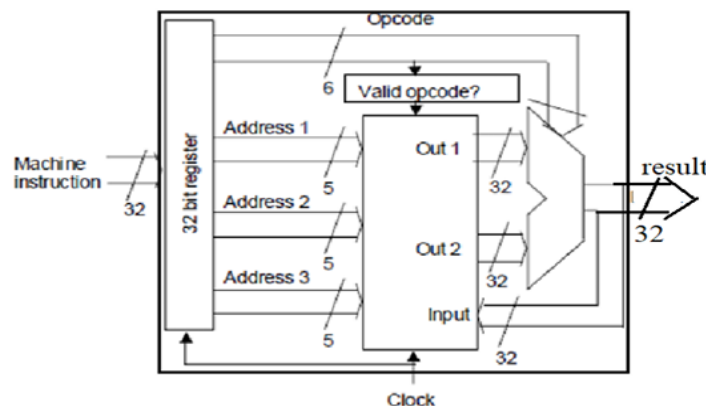 Opcode
6
Valid opcode?
Address 1
5
Out 1
32
Machine
instruction
32
32 bit register
result
32
Address 2
5
Out 2
32
Address 3
5
Input
32
Clock